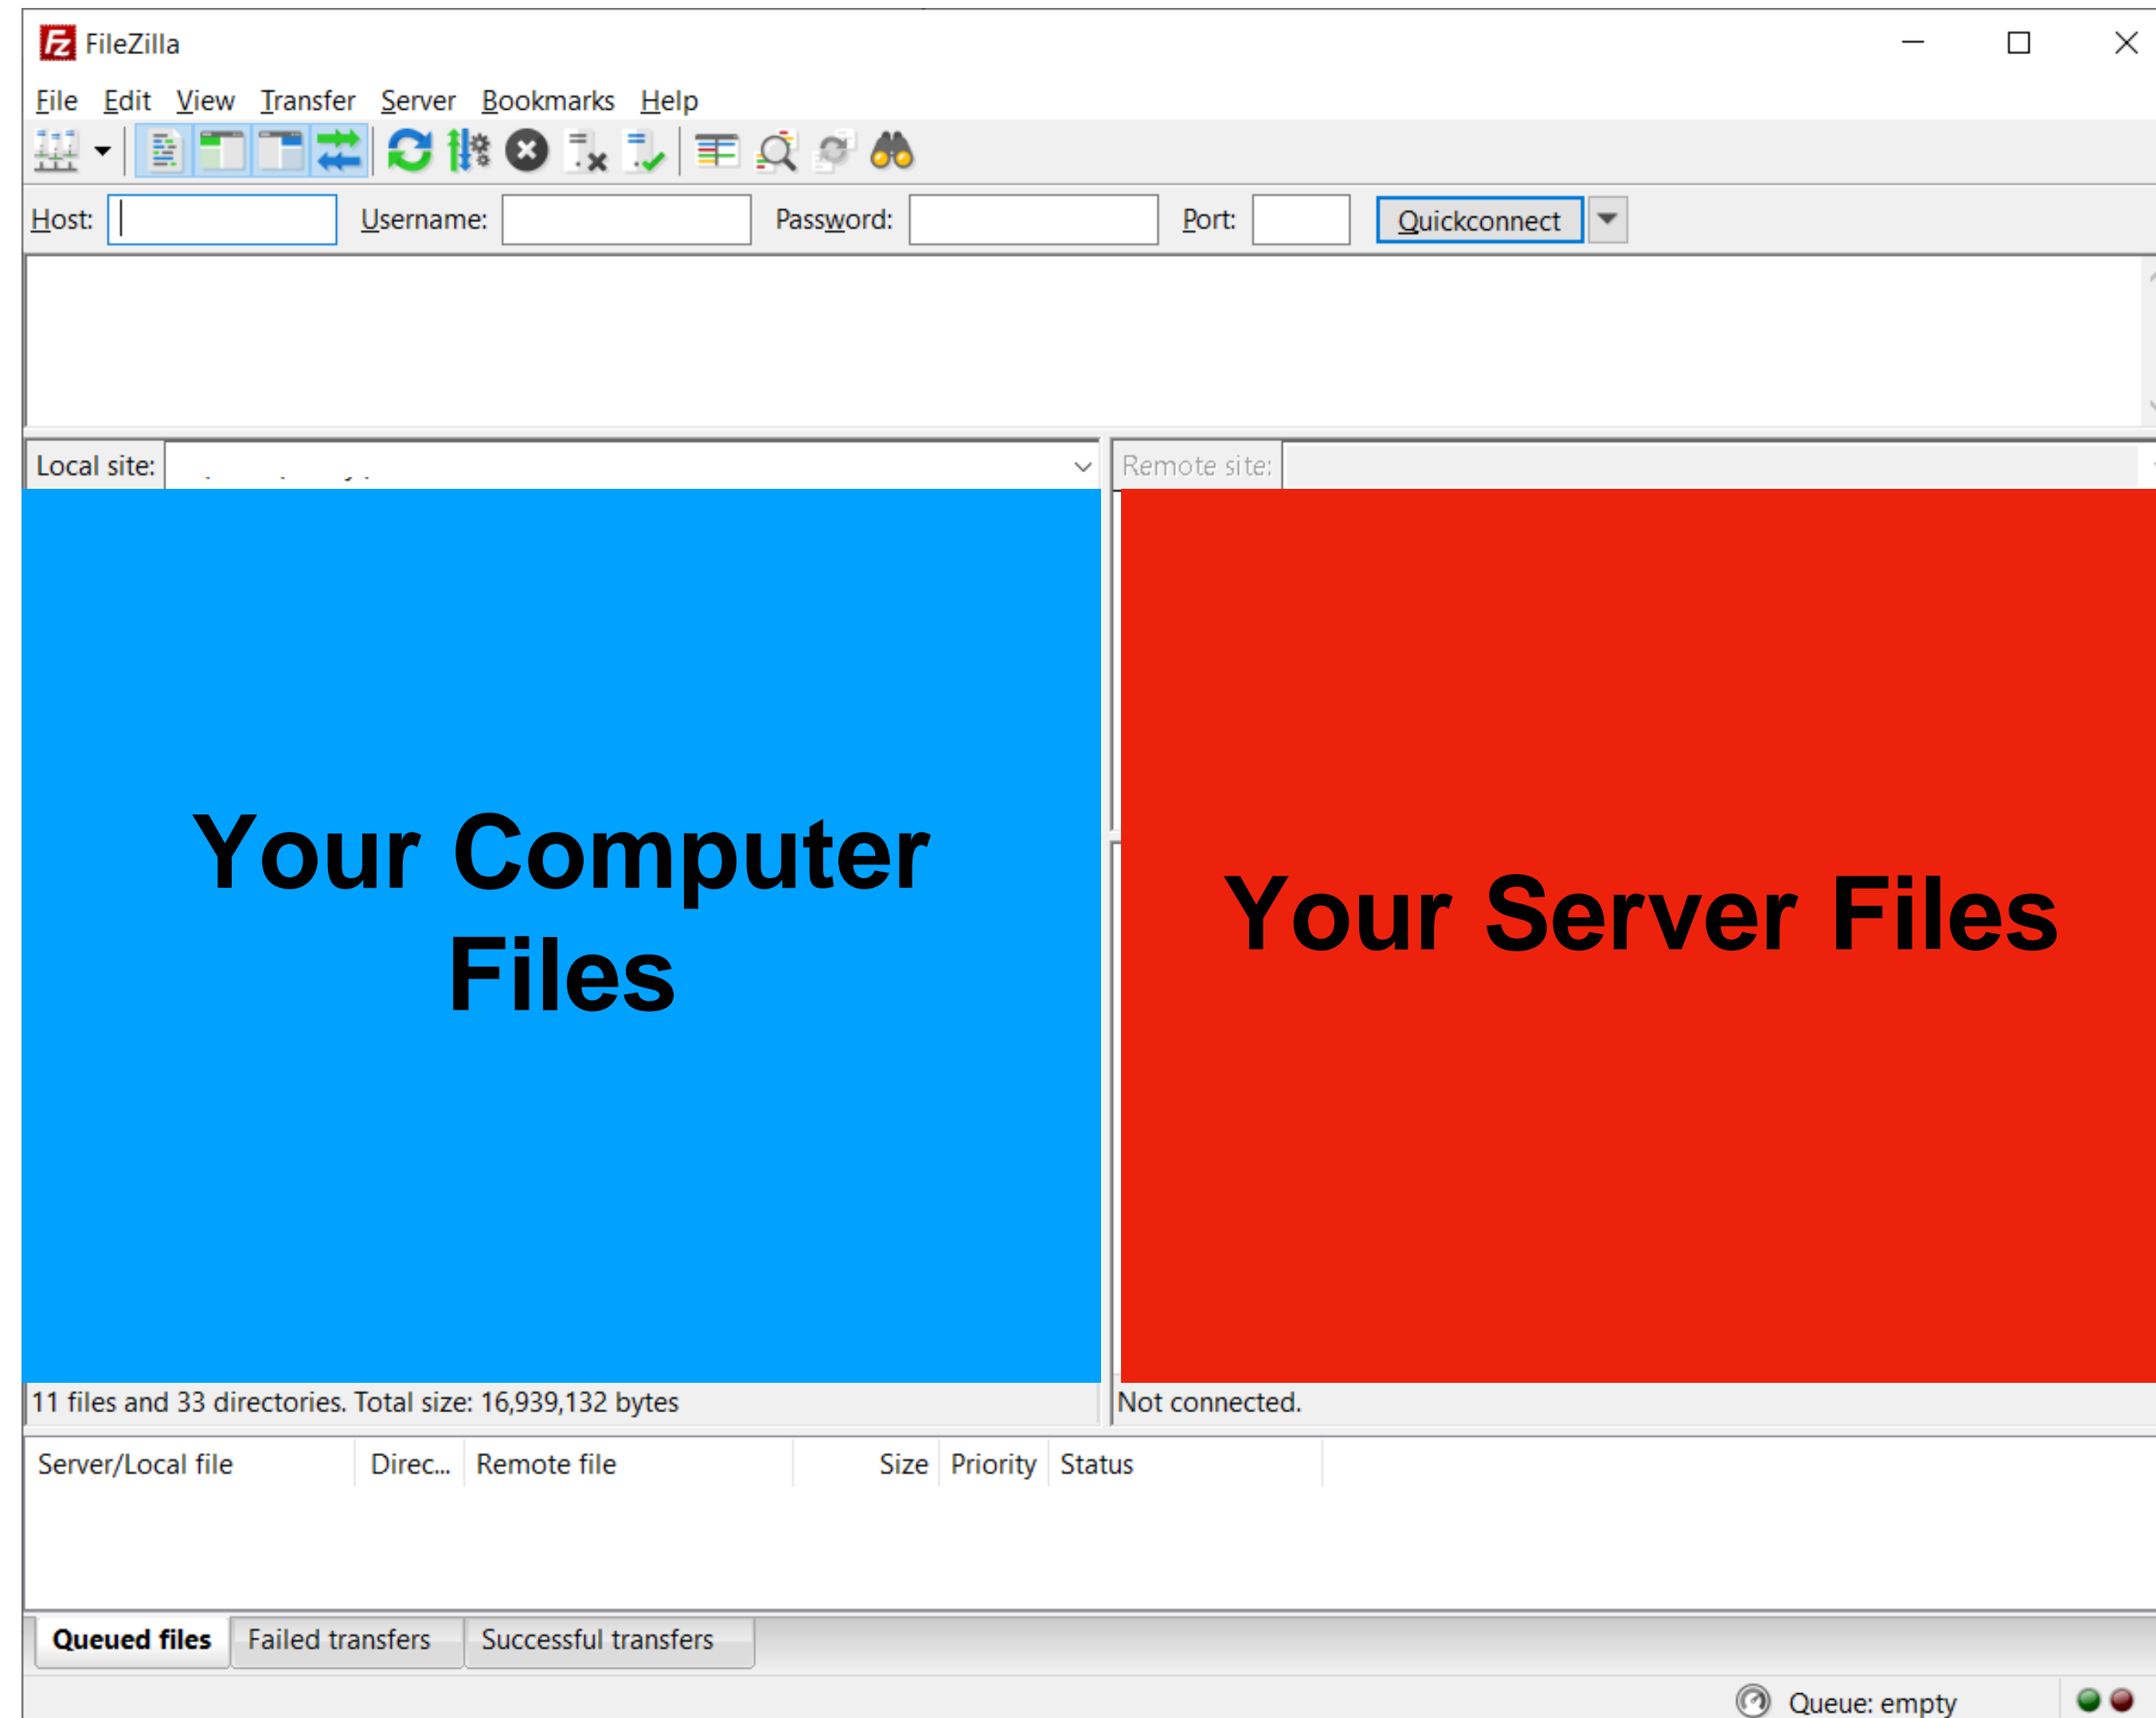 FileZilla
File Edit View Transfer Server Bookmarks Help
Host: Username: Password: Port: Quickconnect
Local site: Remote site:
Your Computer
Files
Your Server Files
11 files and 33 directories. Total size: 16,939,132 bytes
Not connected.
Server/Local file Direc... Remote file Size Priority Status
Queued files Failed transfers Successful transfers
Queue: empty